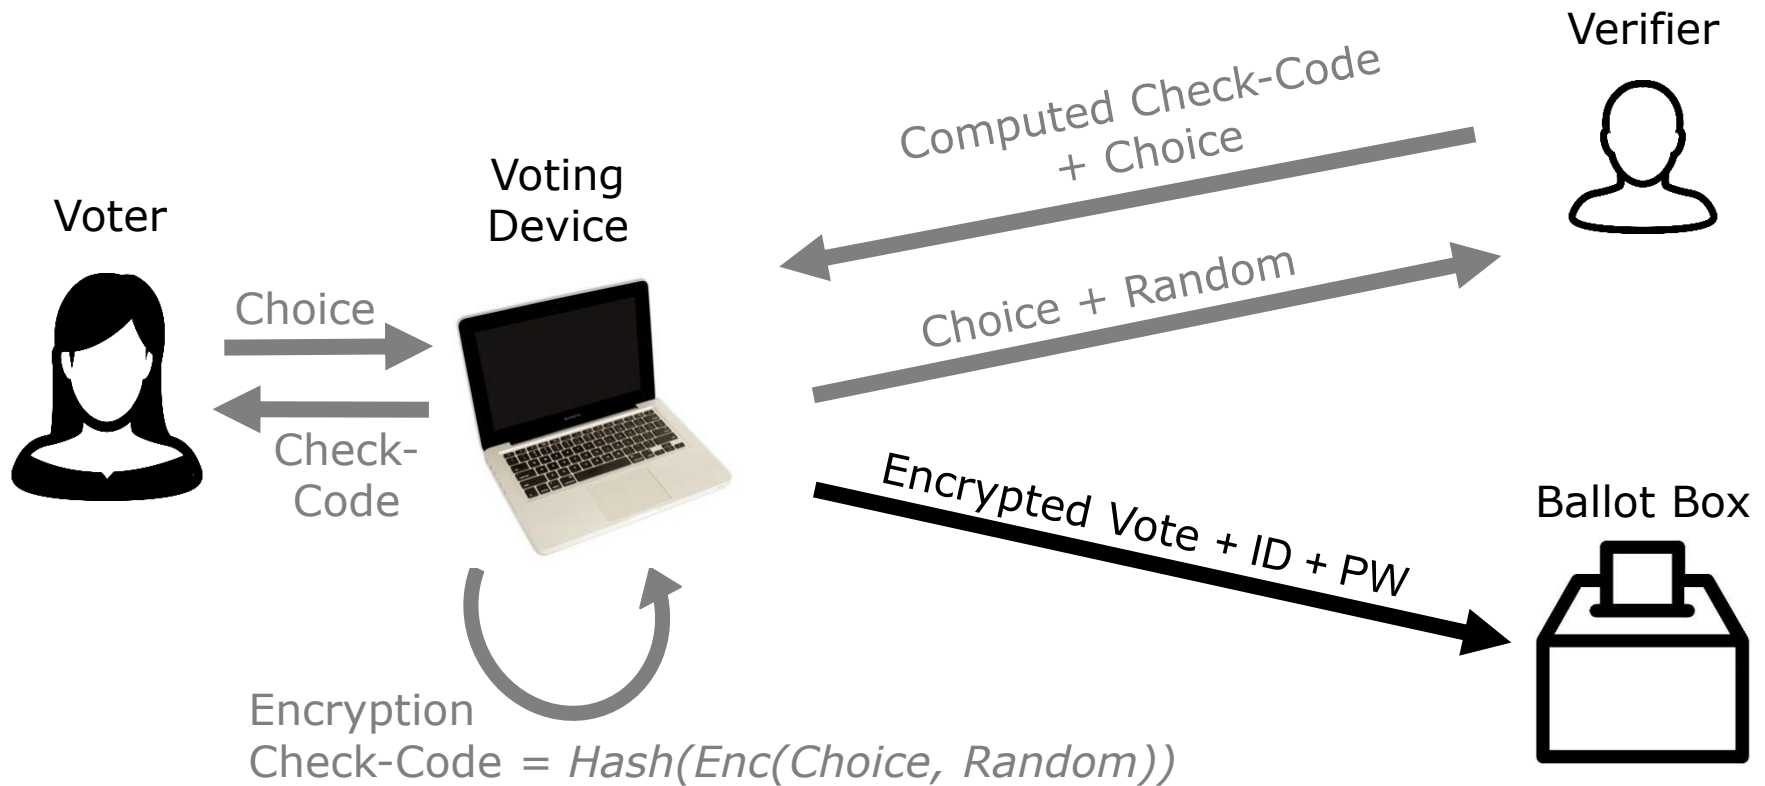 Verifier
Computed Check-Code
+ Choice
Voting
Device
Voter
Choice + Random
Choice
Check-
Code
Encrypted Vote + ID + PW
Ballot Box
Encryption
Check-Code = Hash(Enc(Choice, Random))